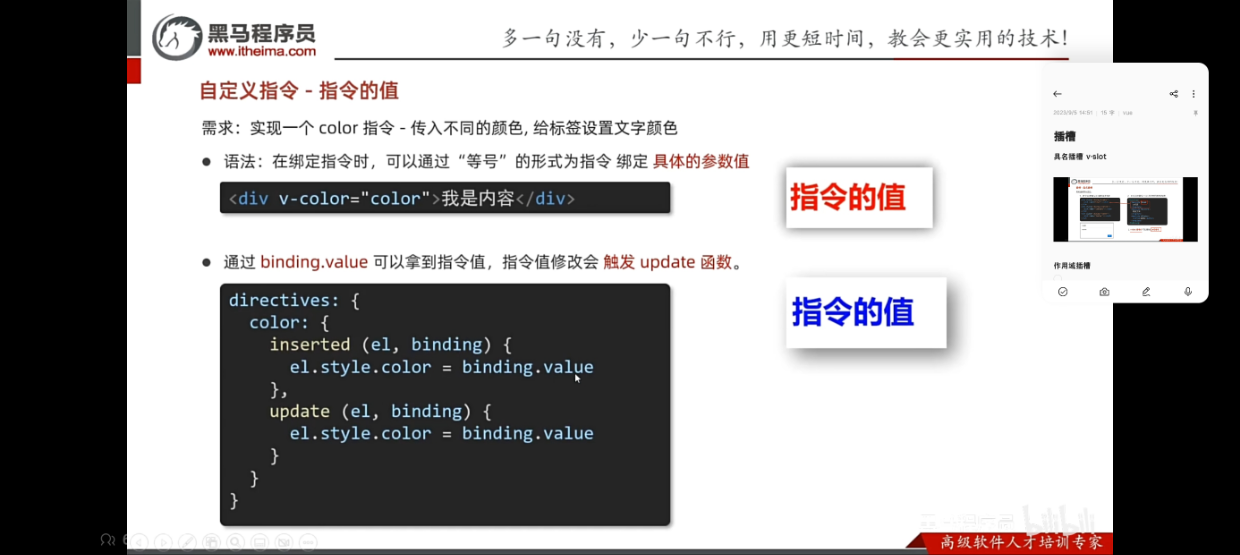 黑马程序员
www.itheima.com
多一句没有，少一句不行，用更短时间，教会更实用的技术！
自定义指令 - 指令的值
需求：实现一个 color 指令 - 传入不同的颜色, 给标签设置文字颜色
● 语法：在绑定指令时，可以通过“等号”的形式为指令 绑定 具体的参数值
<div v-color="color">我是内容</div>
指令的值
● 通过 binding.value 可以拿到指令值，指令值修改会 触发 update 函数。
指令的值
directives: {
color: {
inserted (el, binding) {
el.style.color = binding.value
},
update (el, binding) {
el.style.color = binding.value
}
}
}
插槽
具名插槽 v-slot
作用域插槽
bilibili
高级软件人才培训专家